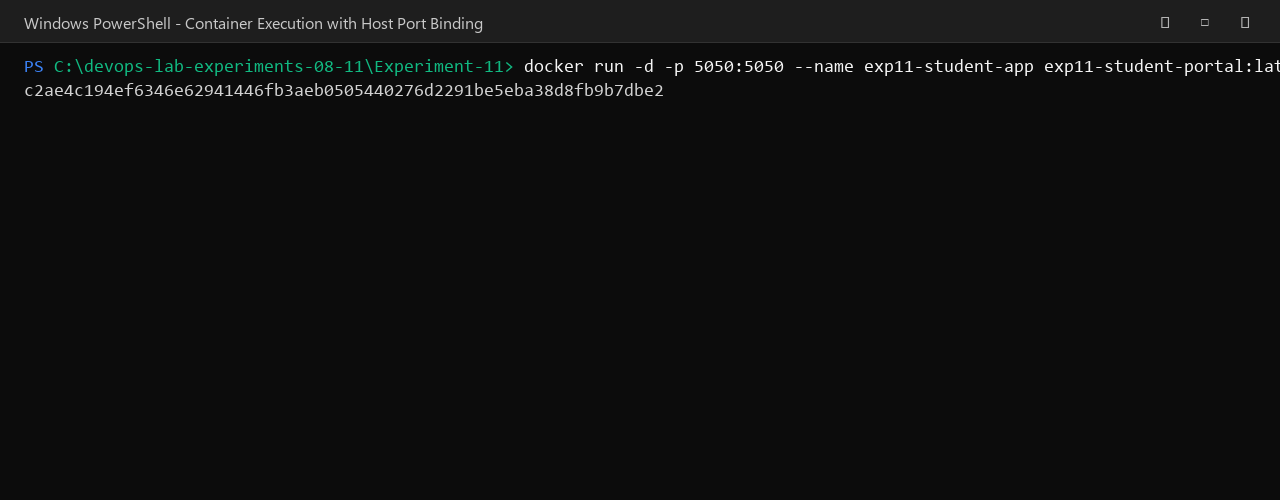 Windows PowerShell - Container Execution with Host Port Binding
PS C:\devops-lab-experiments-08-11\Experiment-11> docker run -d -p 5050:5050 --name exp11-student-app exp11-student-portal:lat
c2ae4c194ef6346e62941446fb3aeb0505440276d2291be5eba38d8fb9b7dbe2